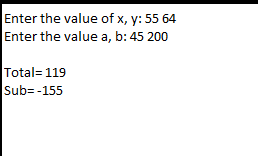 Enter the value of x, y: 55 64
Enter the value a, b: 45 200
Total= 119
Sub= -155